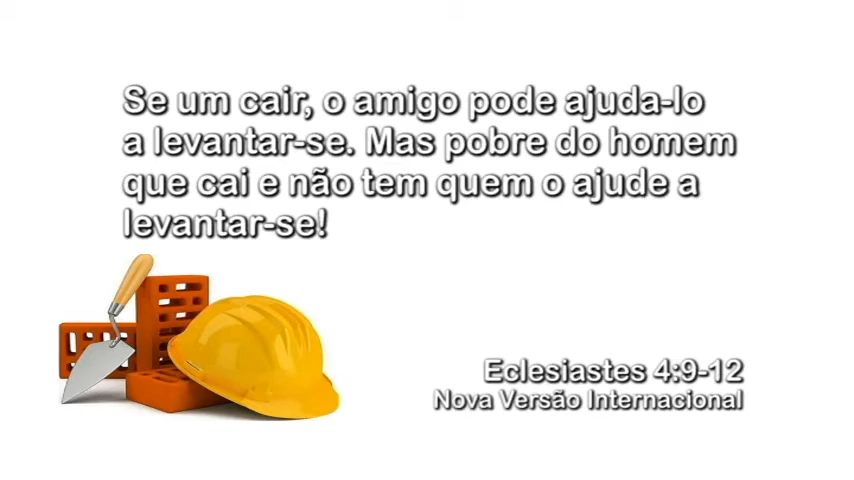 Se um cair, o amigo pode ajuda-lo
a levantar-se. Mas pobre do homem
que cai e não tem quem o ajude a
levantar-se!
Eclesiastes 4:9-12
Nova Versão Internacional